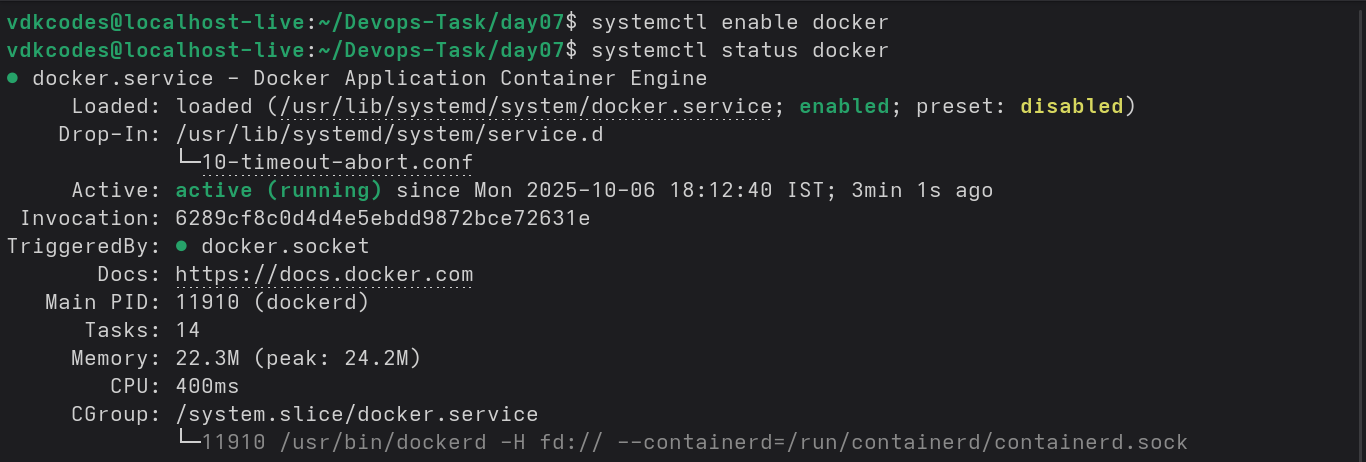 vdkcodes@localhost-live:~/Devops-Task/day07$ systemctl enable docker
vdkcodes@localhost-live:~/Devops-Task/day07$ systemctl status docker
● docker.service - Docker Application Container Engine
     Loaded: loaded (/usr/lib/systemd/system/docker.service; enabled; preset: disabled)
    Drop-In: /usr/lib/systemd/system/service.d
             └─10-timeout-abort.conf
     Active: active (running) since Mon 2025-10-06 18:12:40 IST; 3min 1s ago
 Invocation: 6289cf8c0d4d4e5ebdd9872bce72631e
TriggeredBy: ● docker.socket
       Docs: https://docs.docker.com
   Main PID: 11910 (dockerd)
      Tasks: 14
     Memory: 22.3M (peak: 24.2M)
        CPU: 400ms
     CGroup: /system.slice/docker.service
             └─11910 /usr/bin/dockerd -H fd:// --containerd=/run/containerd/containerd.sock